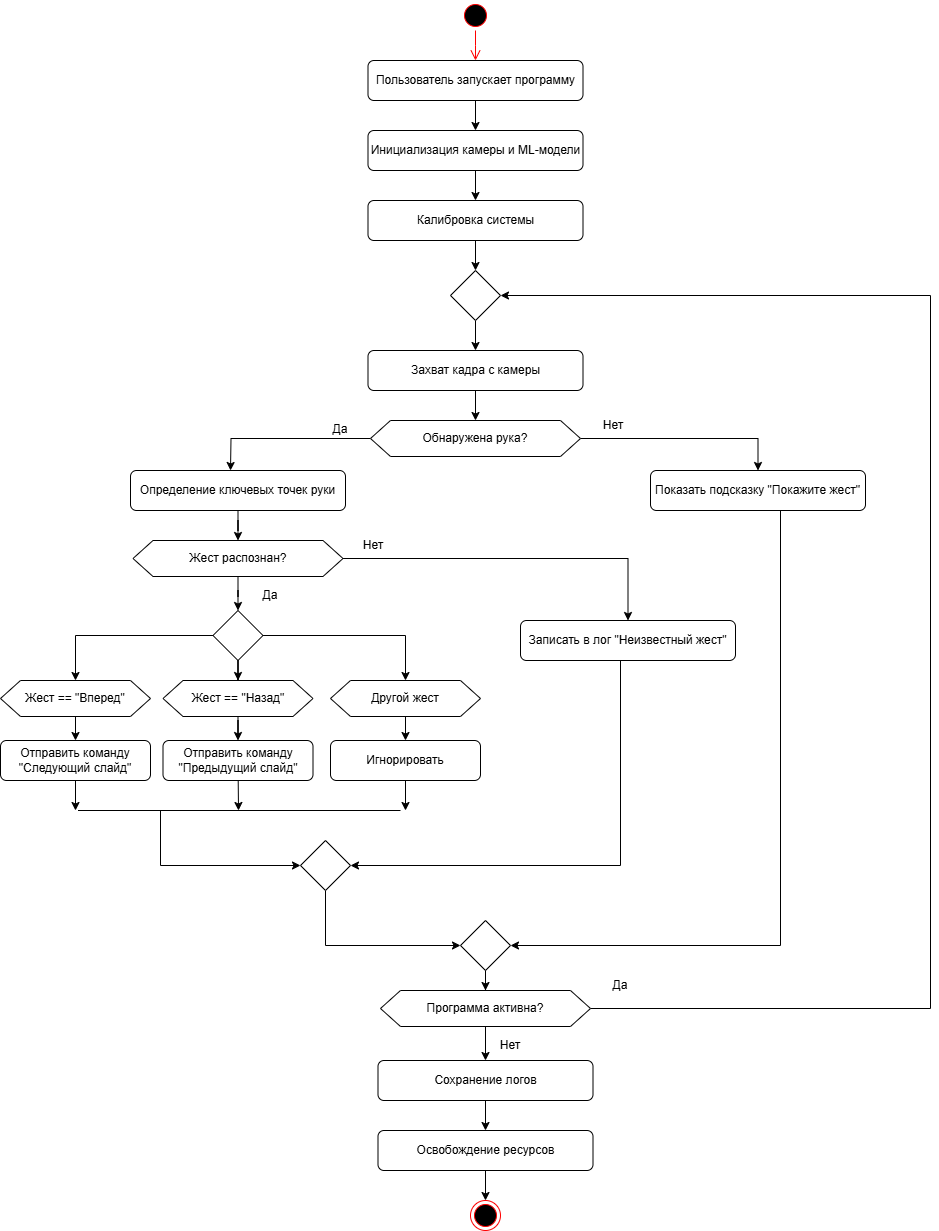 Пользователь запускает программу
Инициализация камеры и ML-модели
Калибровка системы
Захват кадра с камеры
Обнаружена рука?
Да
Нет
Определение ключевых точек руки
Показать подсказку "Покажите жест"
Жест распознан?
Нет
Да
Записать в лог "Неизвестный жест"
Жест == "Вперед"
Жест == "Назад"
Другой жест
Отправить команду
"Следующий слайд"
Отправить команду
"Предыдущий слайд"
Игнорировать
Программа активна?
Да
Нет
Сохранение логов
Освобождение ресурсов